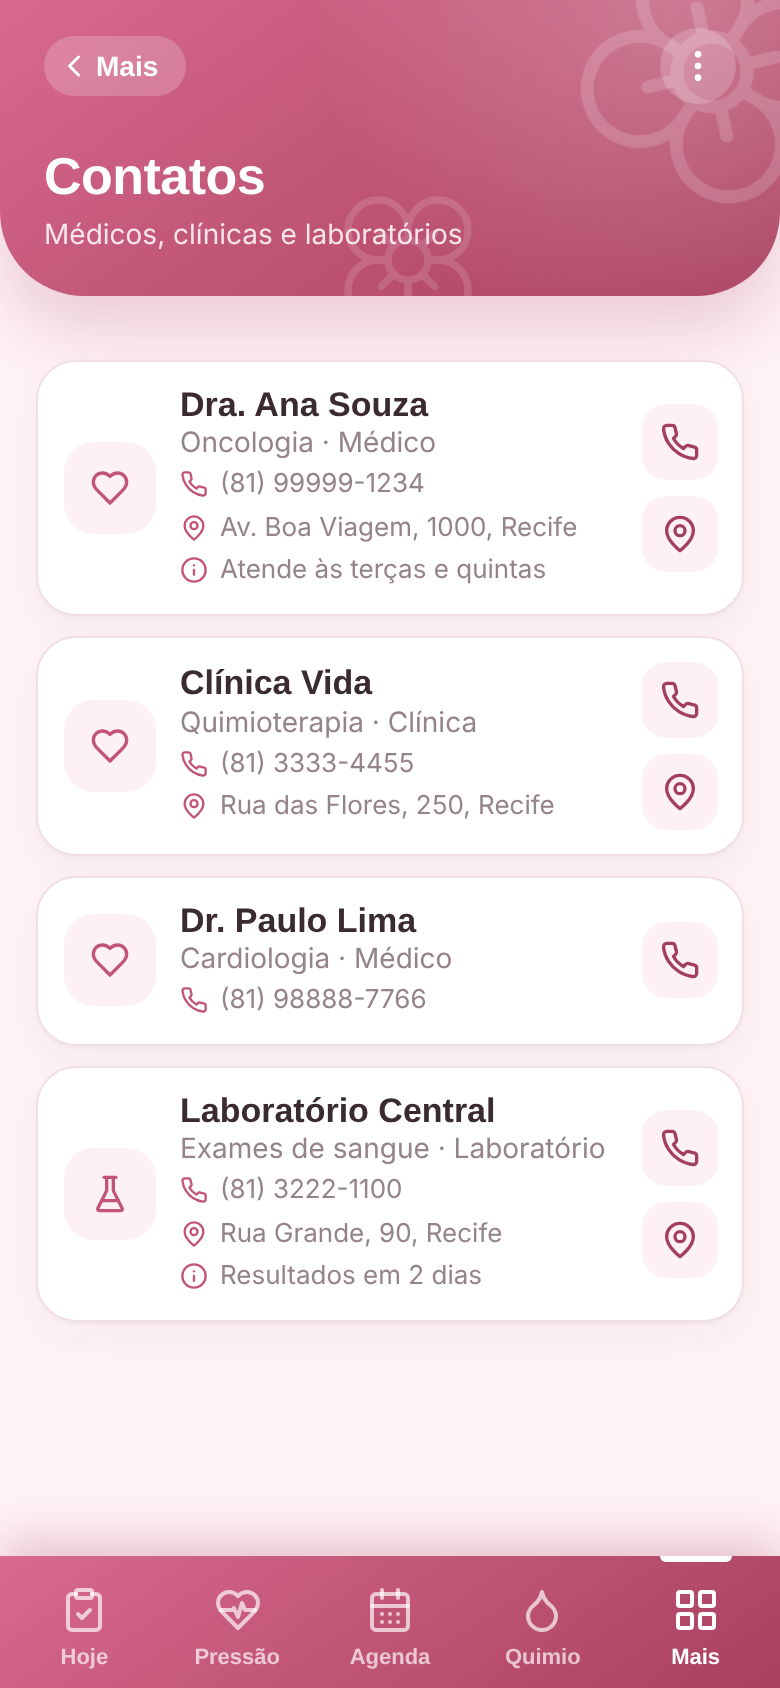 Mais
Contatos
Médicos, clínicas e laboratórios
Dra. Ana Souza
Oncologia · Médico
(81) 99999-1234
Av. Boa Viagem, 1000, Recife
Atende às terças e quintas
Clínica Vida
Quimioterapia · Clínica
(81) 3333-4455
Rua das Flores, 250, Recife
Dr. Paulo Lima
Cardiologia · Médico
(81) 98888-7766
Laboratório Central
Exames de sangue · Laboratório
(81) 3222-1100
Rua Grande, 90, Recife
Resultados em 2 dias
Hoje
Pressão
Agenda
Quimio
Mais